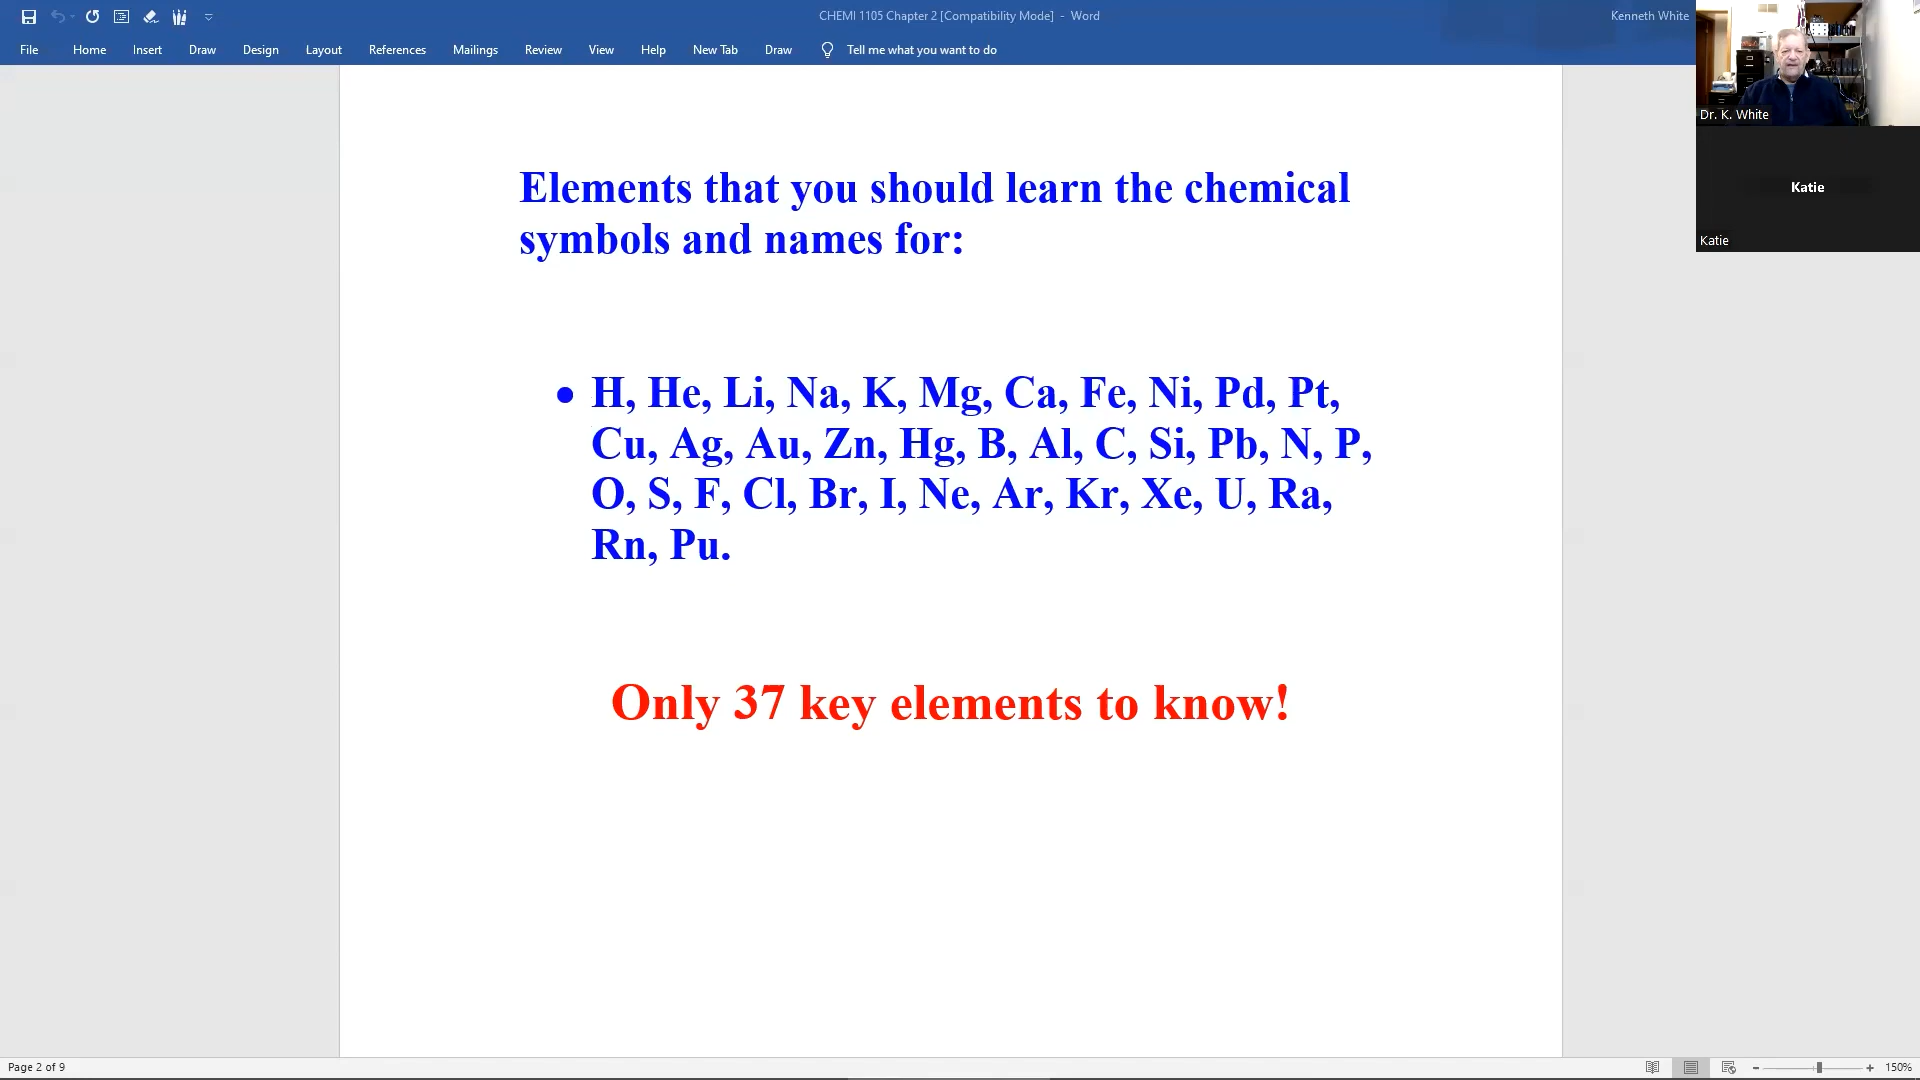 CHEMI 1105 Chapter 2 [Compatibility Mode] - Word
Kenneth White
File Home Insert Draw Design Layout References Mailings Review View Help New Tab Draw Tell me what you want to do
Dr. K. White
Katie
Katie
Elements that you should learn the chemical
symbols and names for:
• H, He, Li, Na, K, Mg, Ca, Fe, Ni, Pd, Pt,
Cu, Ag, Au, Zn, Hg, B, Al, C, Si, Pb, N, P,
O, S, F, Cl, Br, I, Ne, Ar, Kr, Xe, U, Ra,
Rn, Pu.
Only 37 key elements to know!
Page 2 of 9
150%